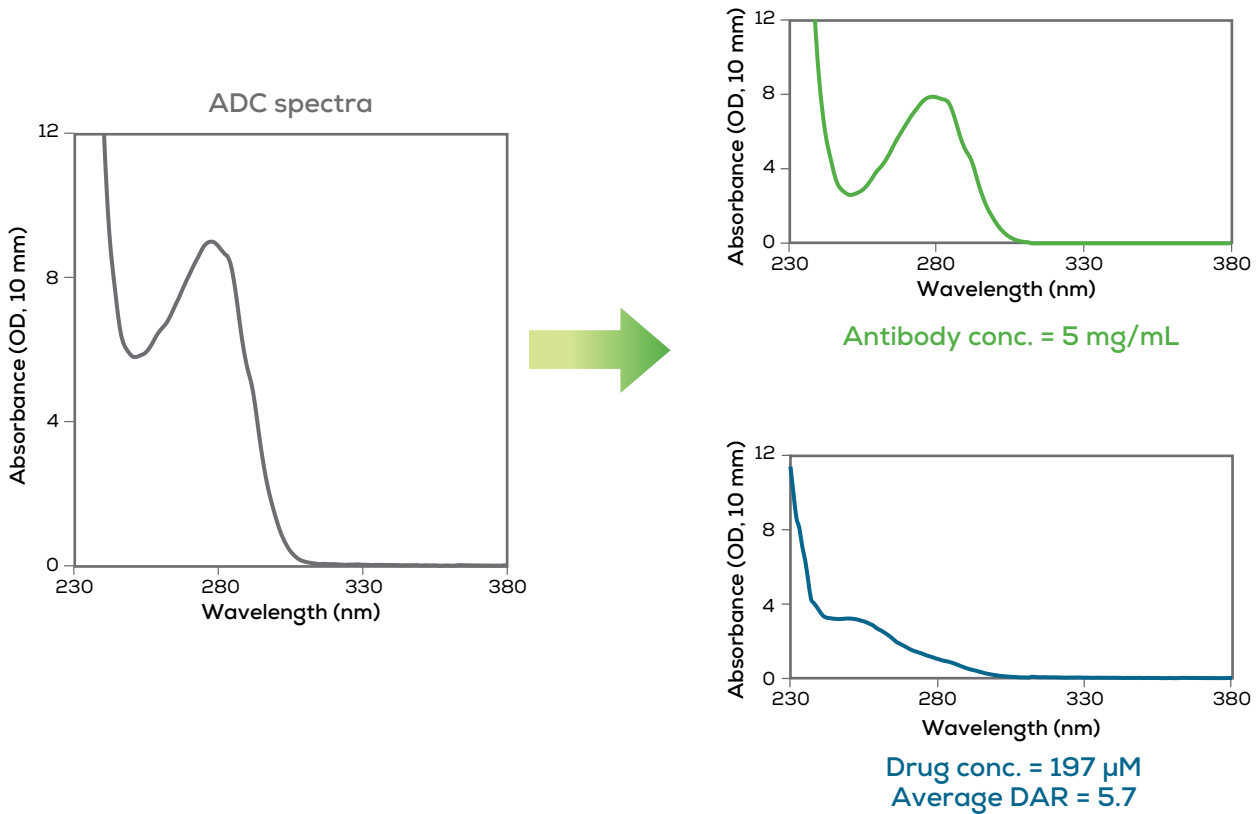 ADC spectra
Absorbance (OD, 10 mm)
12
8
4
0
230
280
330
380
Wavelength (nm)
Absorbance (OD, 10 mm)
12
8
4
0
230
280
330
380
Wavelength (nm)
Antibody conc. = 5 mg/mL
Absorbance (OD, 10 mm)
12
8
4
0
230
280
330
380
Wavelength (nm)
Drug conc. = 197 µM
Average DAR = 5.7